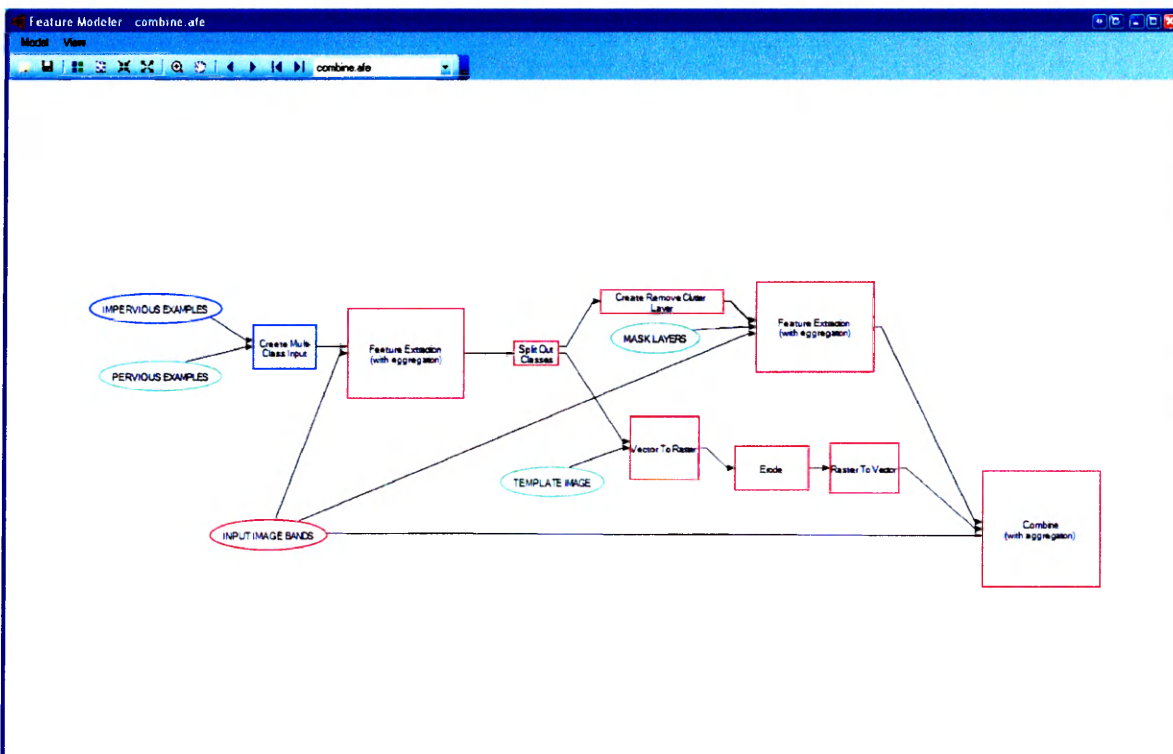 Feature Modeler combine.afe
Model View
combine.afe
IMPERVIOUS EXAMPLES
PERVIOUS EXAMPLES
Create Multi-
Class Input
Feature Extraction
(with aggregation)
Split Out
Classes
Create Remove Clutter
Layer
MASK LAYERS
Feature Extraction
(with aggregation)
Vector To Raster
TEMPLATE IMAGE
Erode
Raster To Vector
INPUT IMAGE BANDS
Combine
(with aggregation)